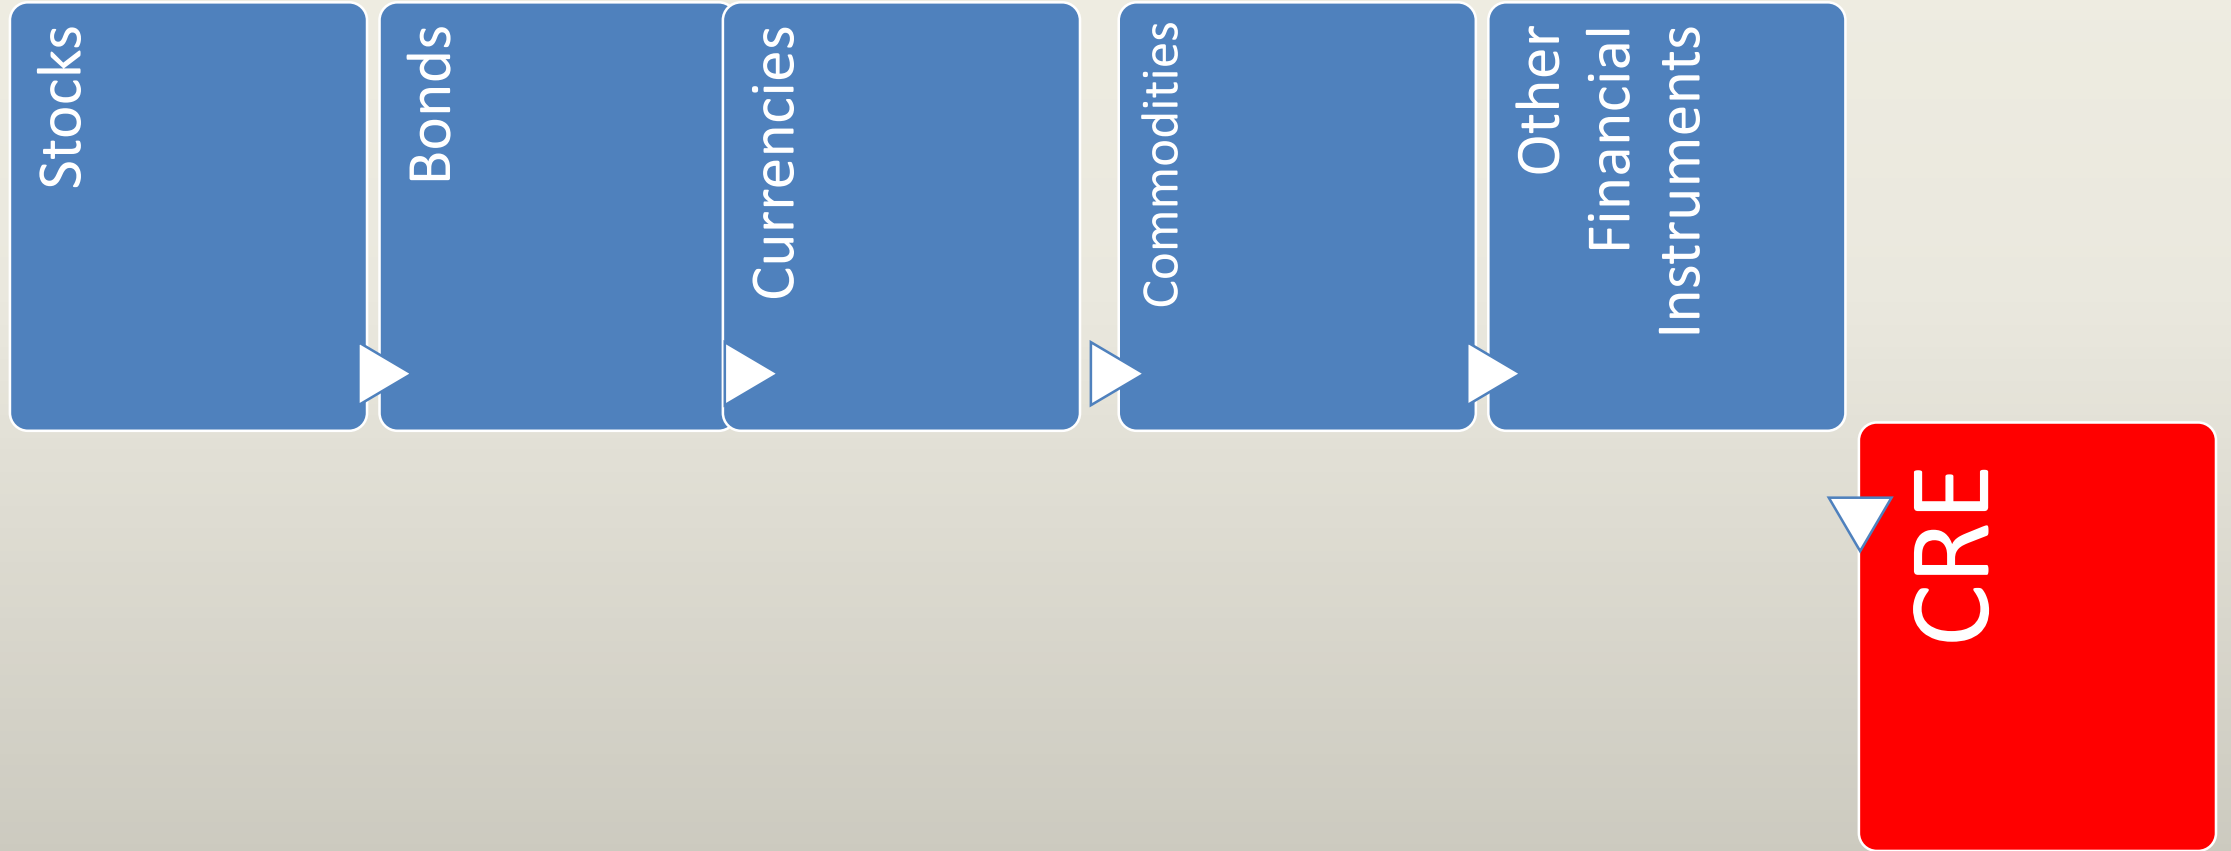 Stocks
Bonds
Currencies
Commodities
Other
Financial
Instruments
CRE